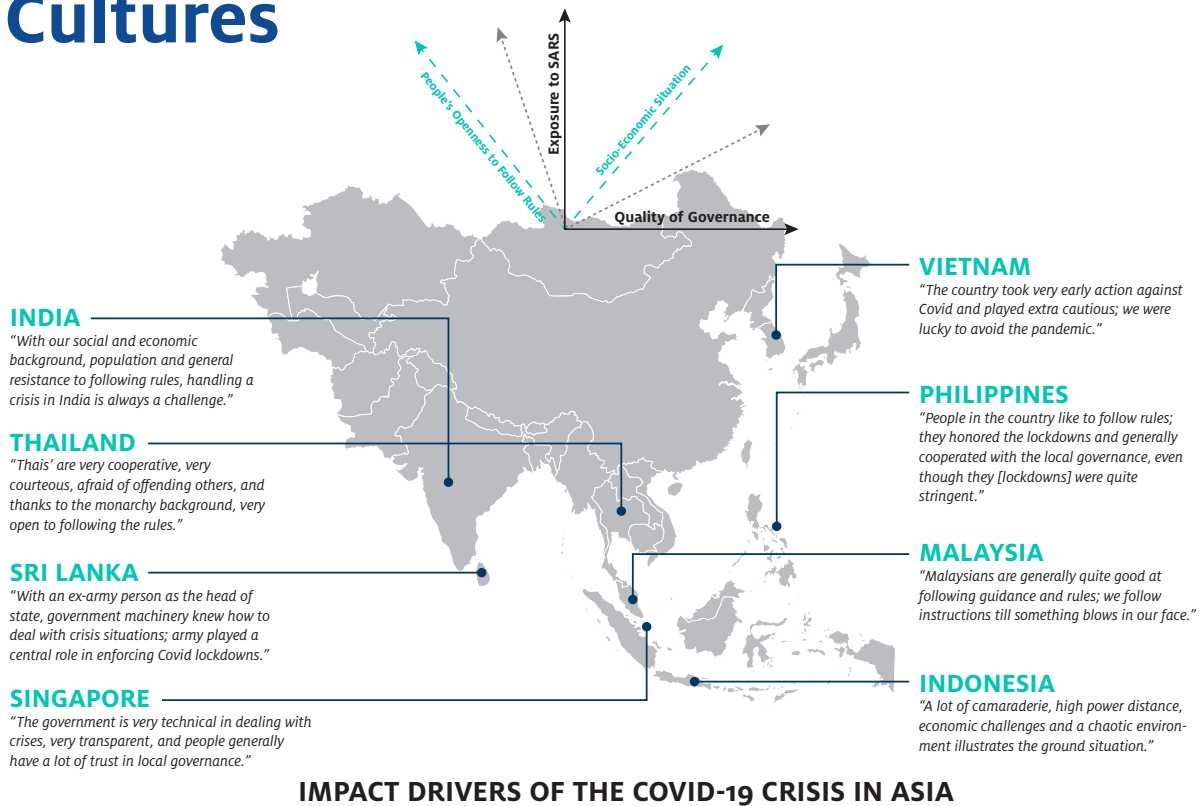 Cultures
People's Openness to Follow Rules
Exposure to SARS
Socio-Economic Situation
Quality of Governance
INDIA
“With our social and economic
background, population and general
resistance to following rules, handling a
crisis in India is always a challenge.”
THAILAND
“Thais’ are very cooperative, very
courteous, afraid of offending others, and
thanks to the monarchy background, very
open to following the rules.”
SRI LANKA
“With an ex-army person as the head of
state, government machinery knew how to
deal with crisis situations; army played a
central role in enforcing Covid lockdowns.”
SINGAPORE
“The government is very technical in dealing with
crises, very transparent, and people generally
have a lot of trust in local governance.”
VIETNAM
“The country took very early action against
Covid and played extra cautious; we were
lucky to avoid the pandemic.”
PHILIPPINES
“People in the country like to follow rules;
they honored the lockdowns and generally
cooperated with the local governance, even
though they [lockdowns] were quite
stringent.”
MALAYSIA
“Malaysians are generally quite good at
following guidance and rules; we follow
instructions till something blows in our face.”
INDONESIA
“A lot of camaraderie, high power distance,
economic challenges and a chaotic environ-
ment illustrates the ground situation.”
IMPACT DRIVERS OF THE COVID-19 CRISIS IN ASIA